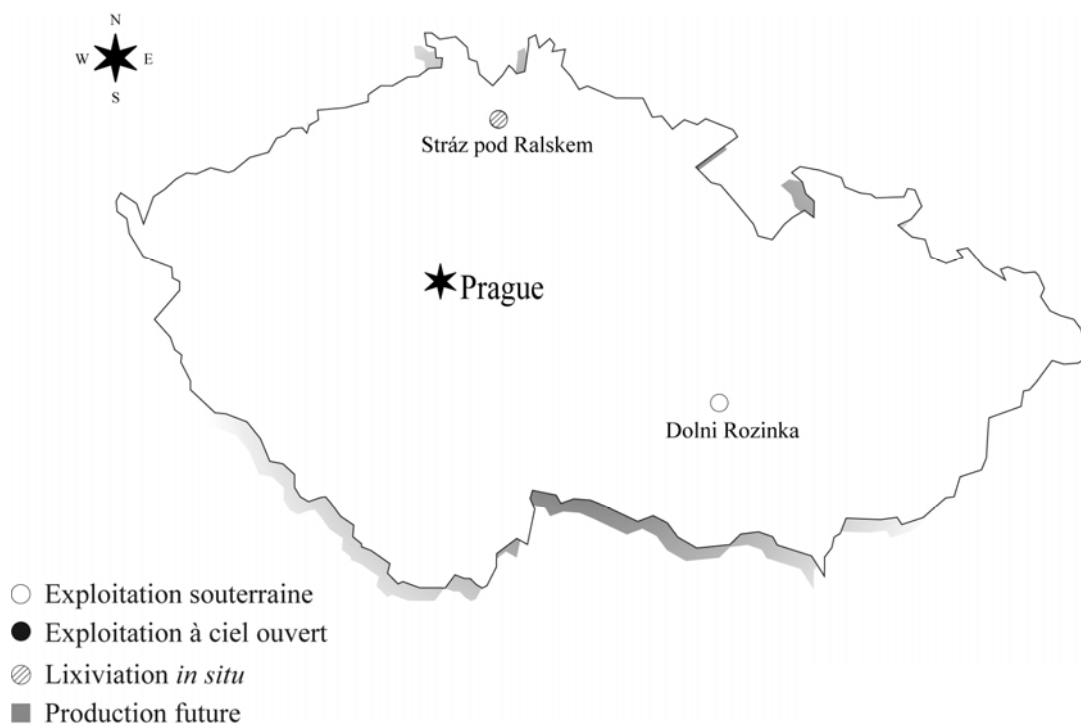 N
W E
S
Stráz pod Ralskem
Prague
Dolni Rozinka
Exploitation souterraine
Exploitation à ciel ouvert
Lixiviation in situ
Production future